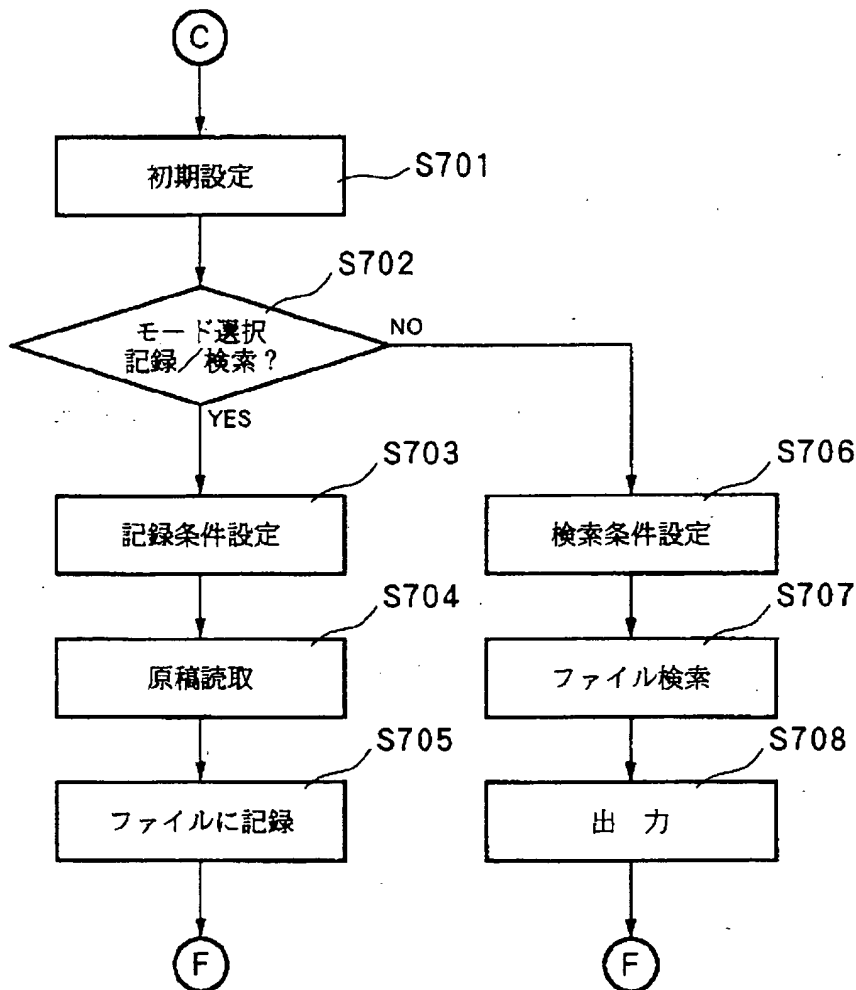 C
初期設定
S701
S702
モード選択
記録／検索?
NO
YES
S703
記録条件設定
S704
原稿読取
S705
ファイルに記録
F
S706
検索条件設定
S707
ファイル検索
S708
出 力
F